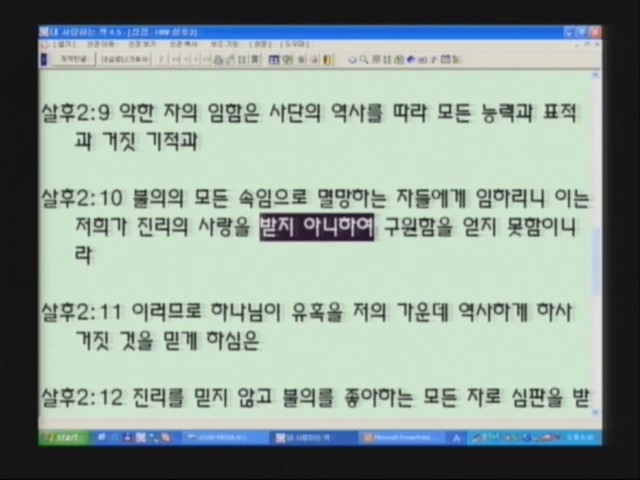 살후2:9 악한 자의 임함은 사단의 역사를 따라 모든 능력과 표적
과 거짓 기적과
살후2:10 불의의 모든 속임으로 멸망하는 자들에게 임하리니 이는
저희가 진리의 사랑을 받지 아니하여 구원함을 얻지 못함이니
라
살후2:11 이러므로 하나님이 유혹을 저의 가운데 역사하게 하사
거짓 것을 믿게 하심은
살후2:12 진리를 믿지 않고 불의를 좋아하는 모든 자로 심판을 받
start